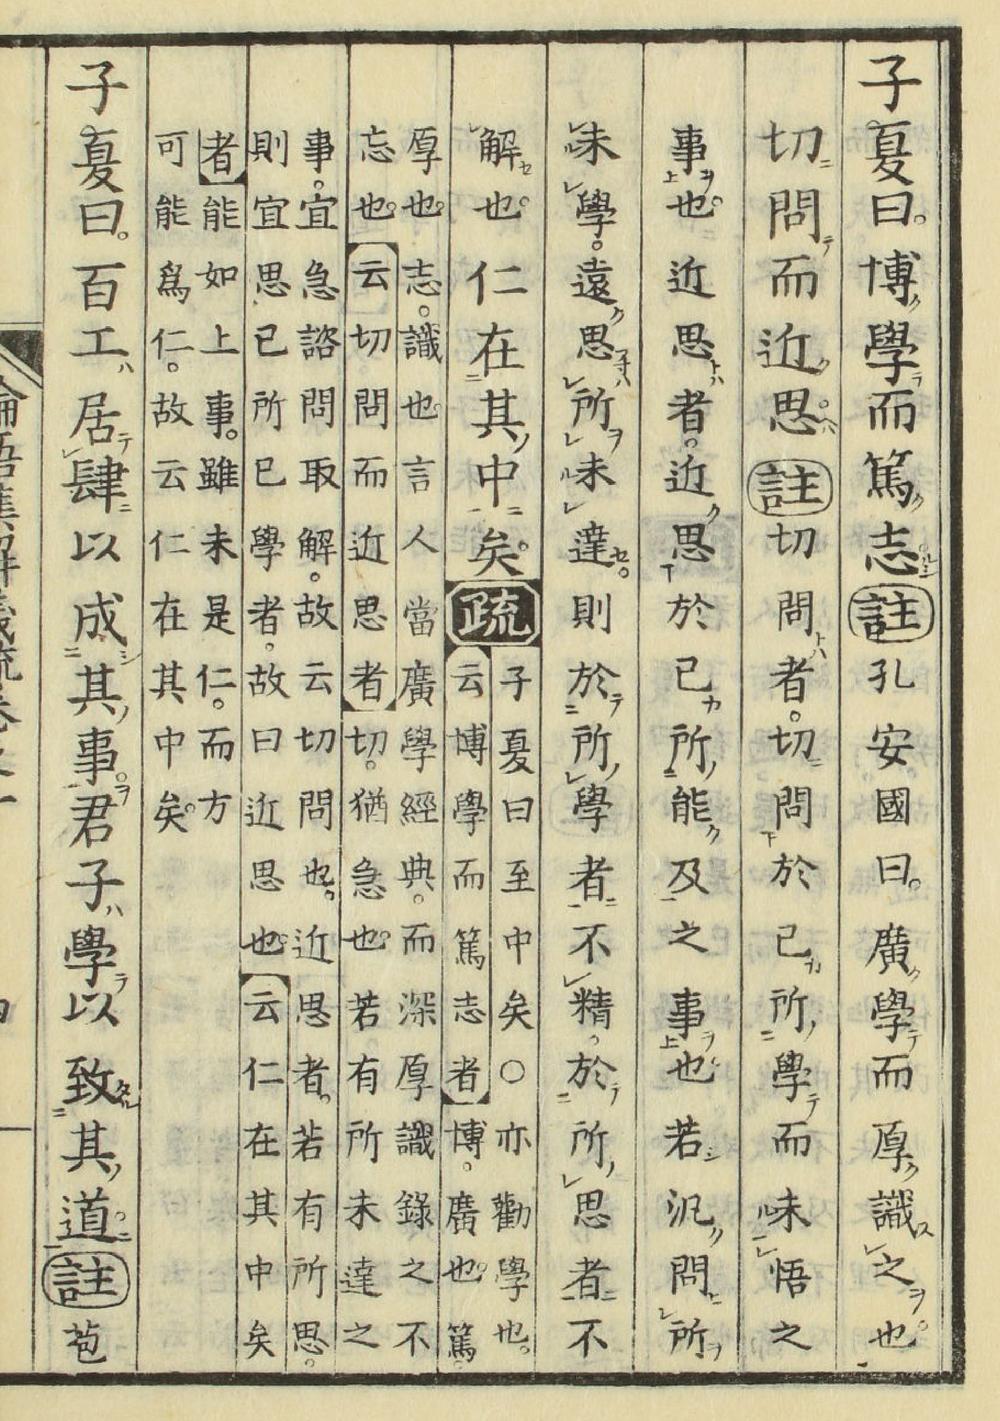 子夏曰。博學而篤志註孔安國曰。廣學而厚識之也
切問而近思註切問者。切問於己所學而未悟之
事也近思者。近思於己所能及之事也若汎問所
未學。遠思所未達。則於所學者不精。於所思者不
解也。仁在其中矣。疏子夏曰至中矣○亦勸學也。
云博學而篤志者博。廣也。篤。
厚也。志。識也言人當廣學經典。而深厚識錄之不
忘也。云切問而近思者切。猶急也。若有所未達之
事。宜急諮問取解。故云切問也。近思者。若有所思。
則宜思已所已學者。故曰近思也。云仁在其中矣
者能如上事。雖未是仁。而方
可能爲仁。故云仁在其中矣。
子夏曰。百工居肆以成其事。君子學以致其道註苞